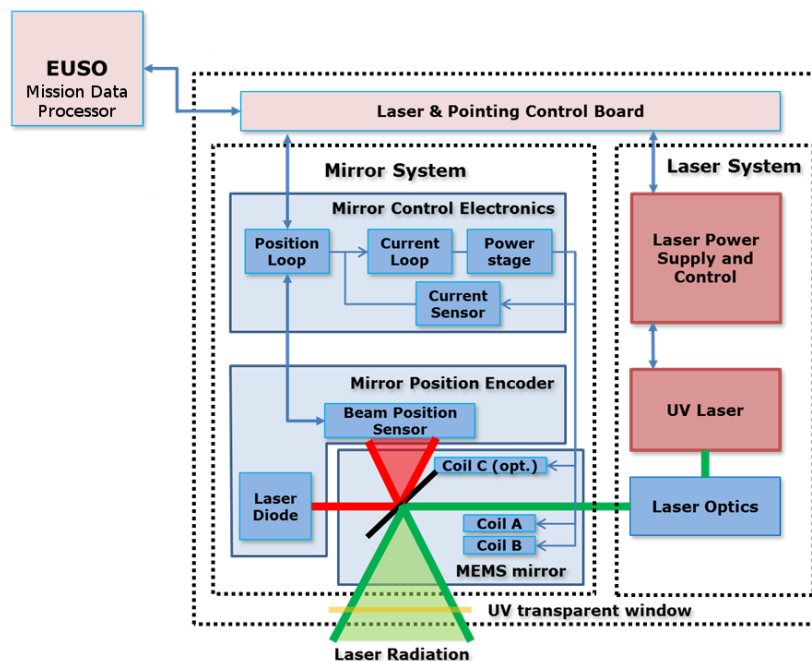 EUSO
Mission Data
Processor
Laser & Pointing Control Board
Mirror System
Laser System
Mirror Control Electronics
Position
Loop
Current
Loop
Power
stage
Current
Sensor
Laser Power
Supply and
Control
Mirror Position Encoder
Beam Position
Sensor
UV Laser
Coil C (opt.)
Laser
Diode
Laser Optics
Coil A
Coil B
MEMS mirror
UV transparent window
Laser Radiation